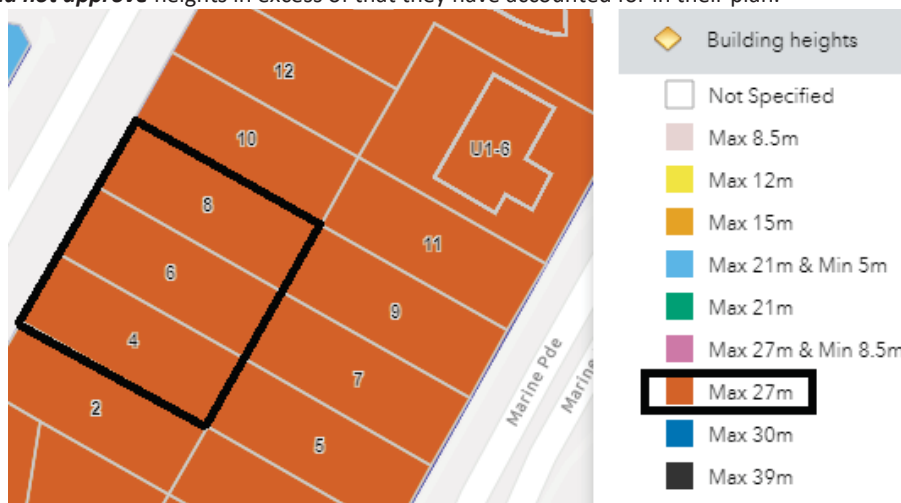 not approve heights in excess of that they have accounted for in their plan.
12
10
U1-6
8
11
6
9
4
7
2
5
Marine Pde
Marine
Building heights
Not Specified
Max 8.5m
Max 12m
Max 15m
Max 21m & Min 5m
Max 21m
Max 27m & Min 8.5m
Max 27m
Max 30m
Max 39m